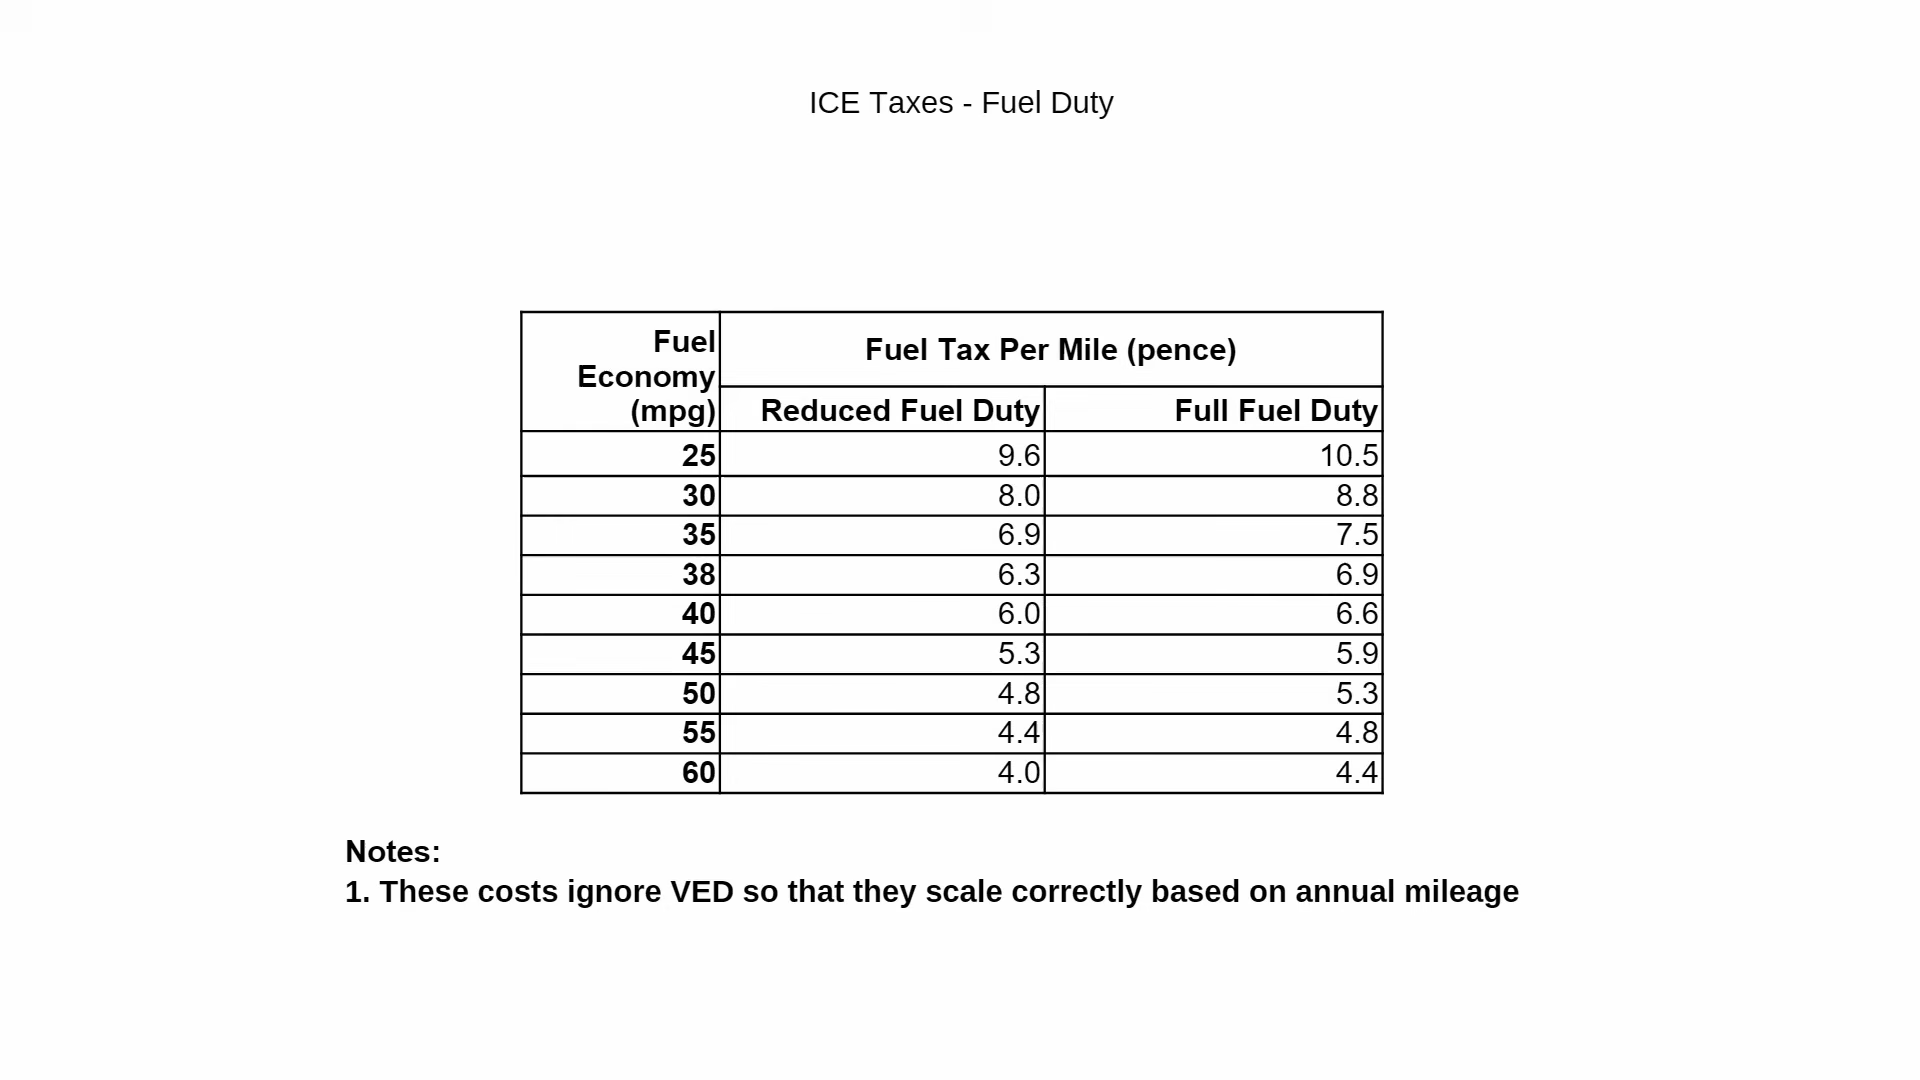 ICE Taxes - Fuel Duty
Fuel
Economy
(mpg)
Fuel Tax Per Mile (pence)
Reduced Fuel Duty Full Fuel Duty
25 9.6 10.5
30 8.0 8.8
35 6.9 7.5
38 6.3 6.9
40 6.0 6.6
45 5.3 5.9
50 4.8 5.3
55 4.4 4.8
60 4.0 4.4
Notes:
1. These costs ignore VED so that they scale correctly based on annual mileage